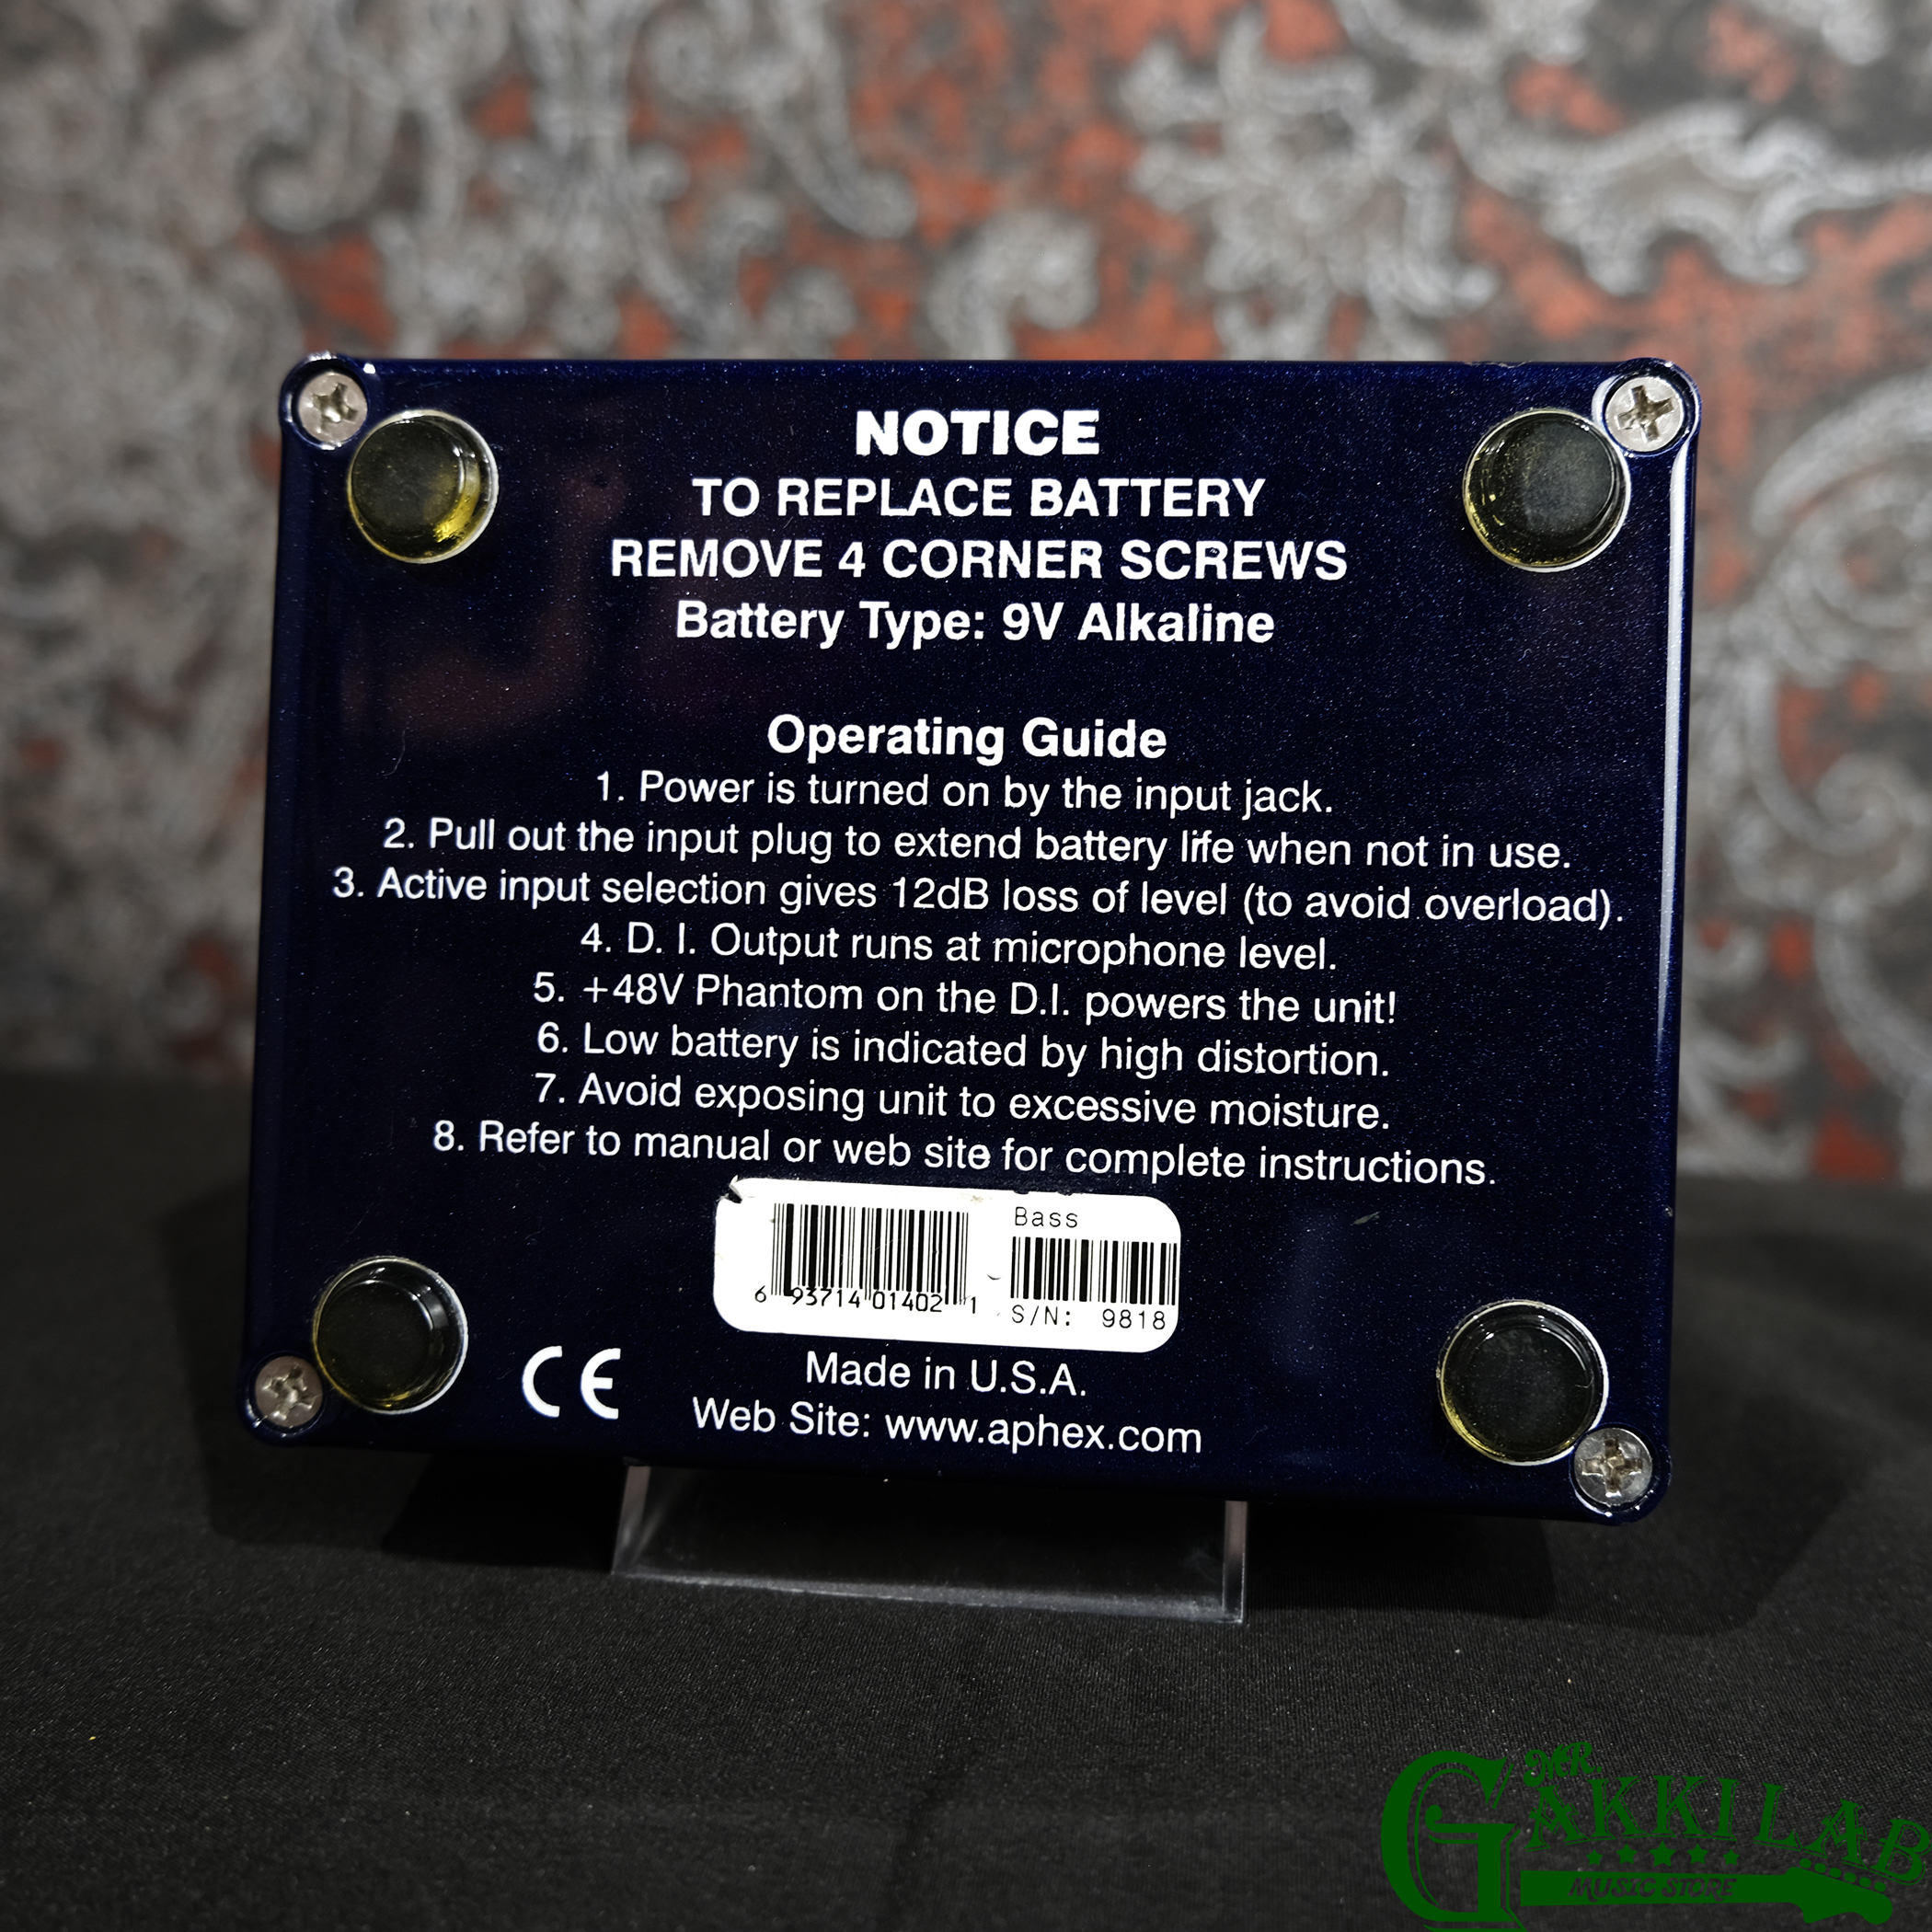 NOTICE
TO REPLACE BATTERY
REMOVE 4 CORNER SCREWS
Battery Type: 9V Alkaline
Operating Guide
1. Power is turned on by the input jack.
2. Pull out the input plug to extend battery life when not in use.
3. Active input selection gives 12dB loss of level (to avoid overload).
4. D. I. Output runs at microphone level.
5. +48V Phantom on the D.I. powers the unit!
6. Low battery is indicated by high distortion.
7. Avoid exposing unit to excessive moisture.
8. Refer to manual or web site for complete instructions.
Bass
6 93714 01402 1
S/N: 9818
CE
Made in U.S.A.
Web Site: www.aphex.com
MR.
GAKKILAB
MUSIC STORE